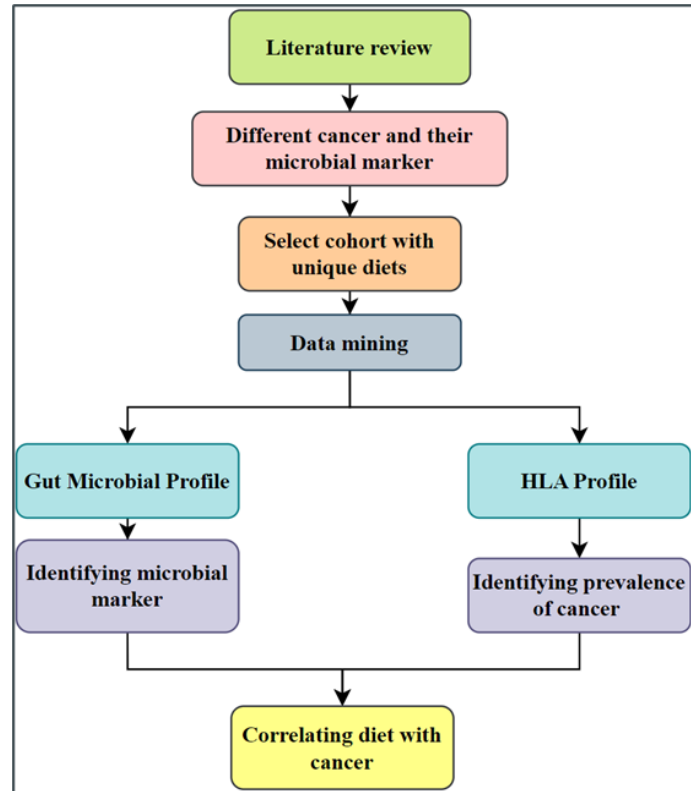 Literature review
Different cancer and their
microbial marker
Select cohort with
unique diets
Data mining
Gut Microbial Profile
HLA Profile
Identifying microbial
marker
Identifying prevalence
of cancer
Correlating diet with
cancer